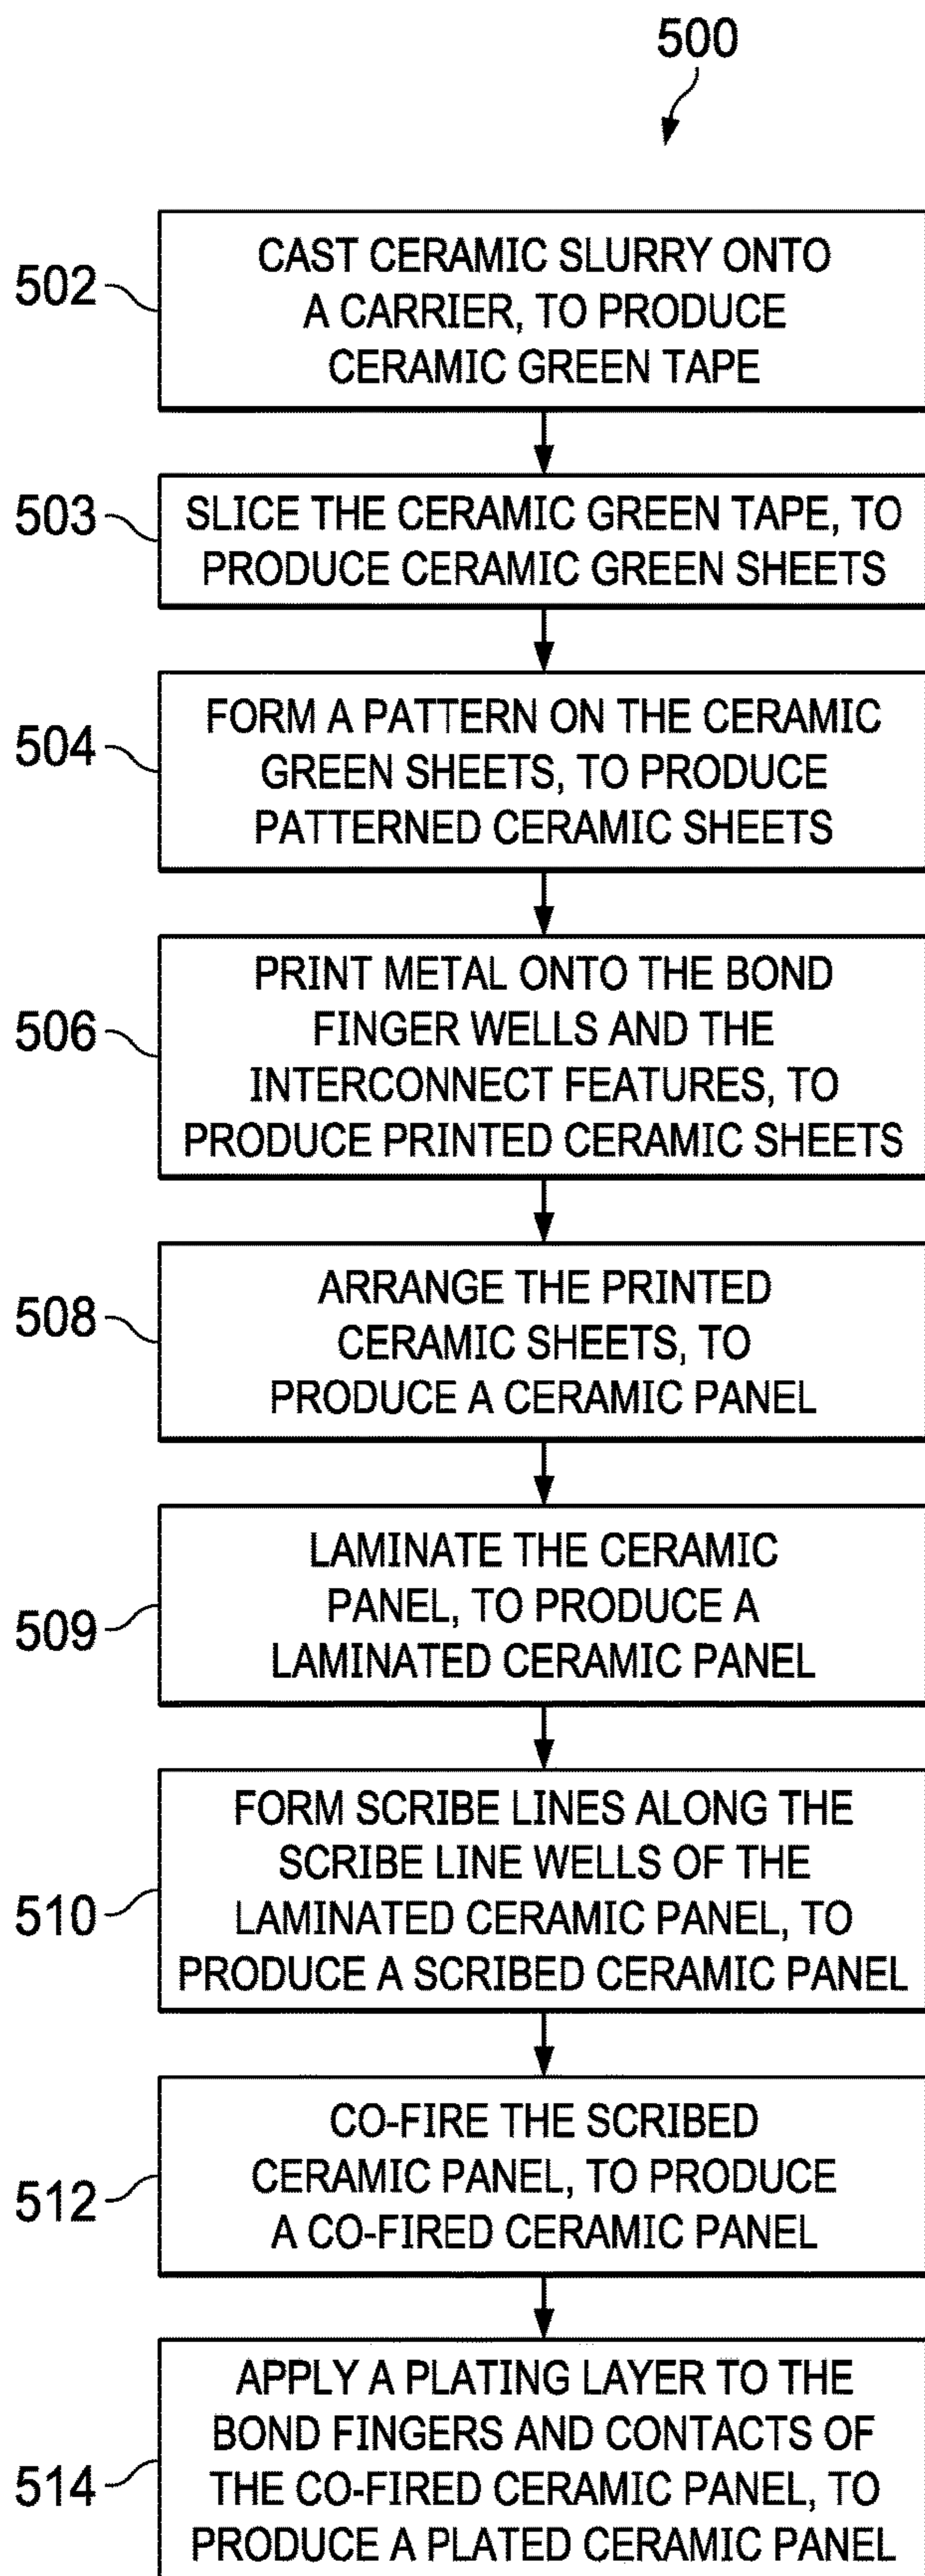 500
502
CAST CERAMIC SLURRY ONTO
A CARRIER, TO PRODUCE
CERAMIC GREEN TAPE
503
SLICE THE CERAMIC GREEN TAPE, TO
PRODUCE CERAMIC GREEN SHEETS
504
FORM A PATTERN ON THE CERAMIC
GREEN SHEETS, TO PRODUCE
PATTERNED CERAMIC SHEETS
506
PRINT METAL ONTO THE BOND
FINGER WELLS AND THE
INTERCONNECT FEATURES, TO
PRODUCE PRINTED CERAMIC SHEETS
508
ARRANGE THE PRINTED
CERAMIC SHEETS, TO
PRODUCE A CERAMIC PANEL
509
LAMINATE THE CERAMIC
PANEL, TO PRODUCE A
LAMINATED CERAMIC PANEL
510
FORM SCRIBE LINES ALONG THE
SCRIBE LINE WELLS OF THE
LAMINATED CERAMIC PANEL, TO
PRODUCE A SCRIBED CERAMIC PANEL
512
CO-FIRE THE SCRIBED
CERAMIC PANEL, TO PRODUCE
A CO-FIRED CERAMIC PANEL
514
APPLY A PLATING LAYER TO THE
BOND FINGERS AND CONTACTS OF
THE CO-FIRED CERAMIC PANEL, TO
PRODUCE A PLATED CERAMIC PANEL